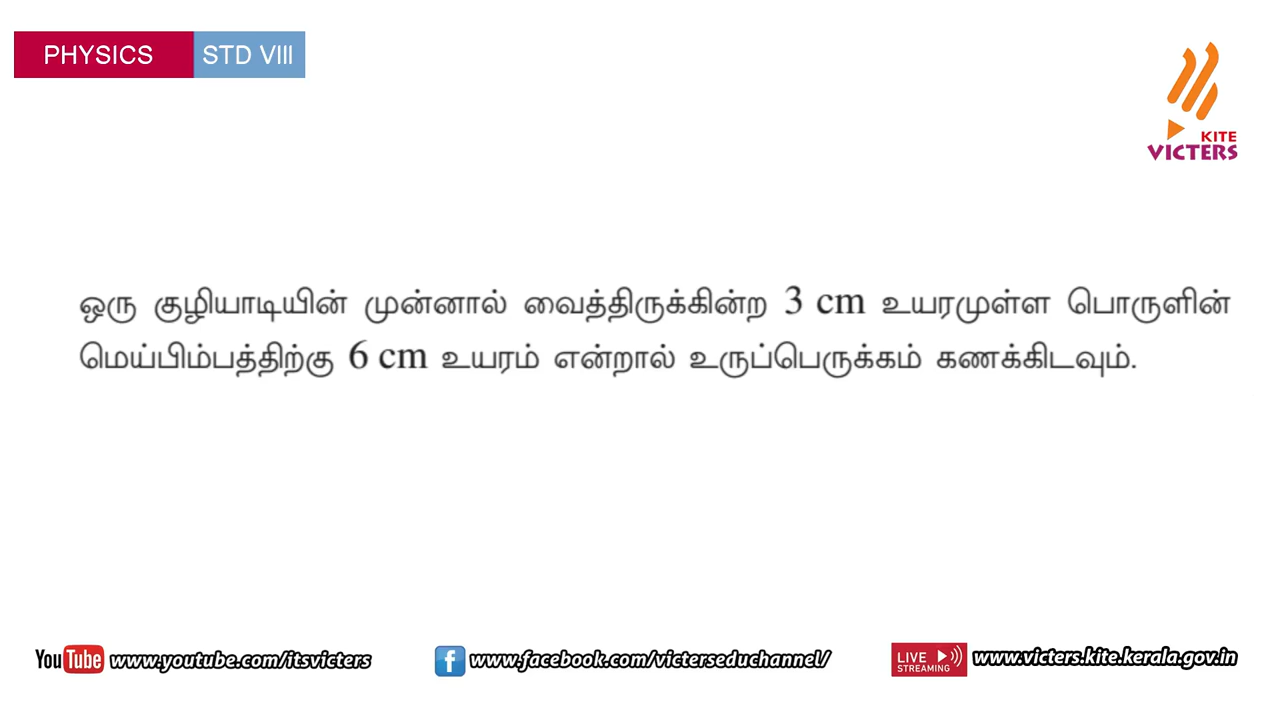 PHYSICS STD VIII
KITE
VICTERS
ஒரு குழியாடியின் முன்னால் வைத்திருக்கின்ற 3 cm உயரமுள்ள பொருளின்
மெய்பிம்பத்திற்கு 6 cm உயரம் என்றால் உருப்பெருக்கம் கணக்கிடவும்.
YouTube www.youtube.com/itsvicters f www.facebook.com/victerseduchannel/ LIVE STREAMING www.victers.kite.kerala.gov.in